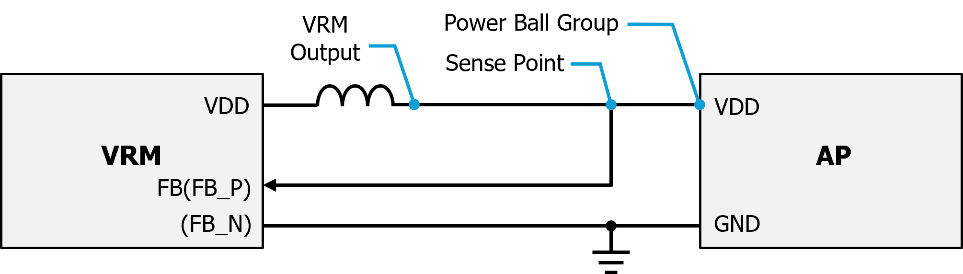 VRM
Output
Power Ball Group
Sense Point
VDD
VRM
FB(FB_P)
(FB_N)
VDD
AP
GND